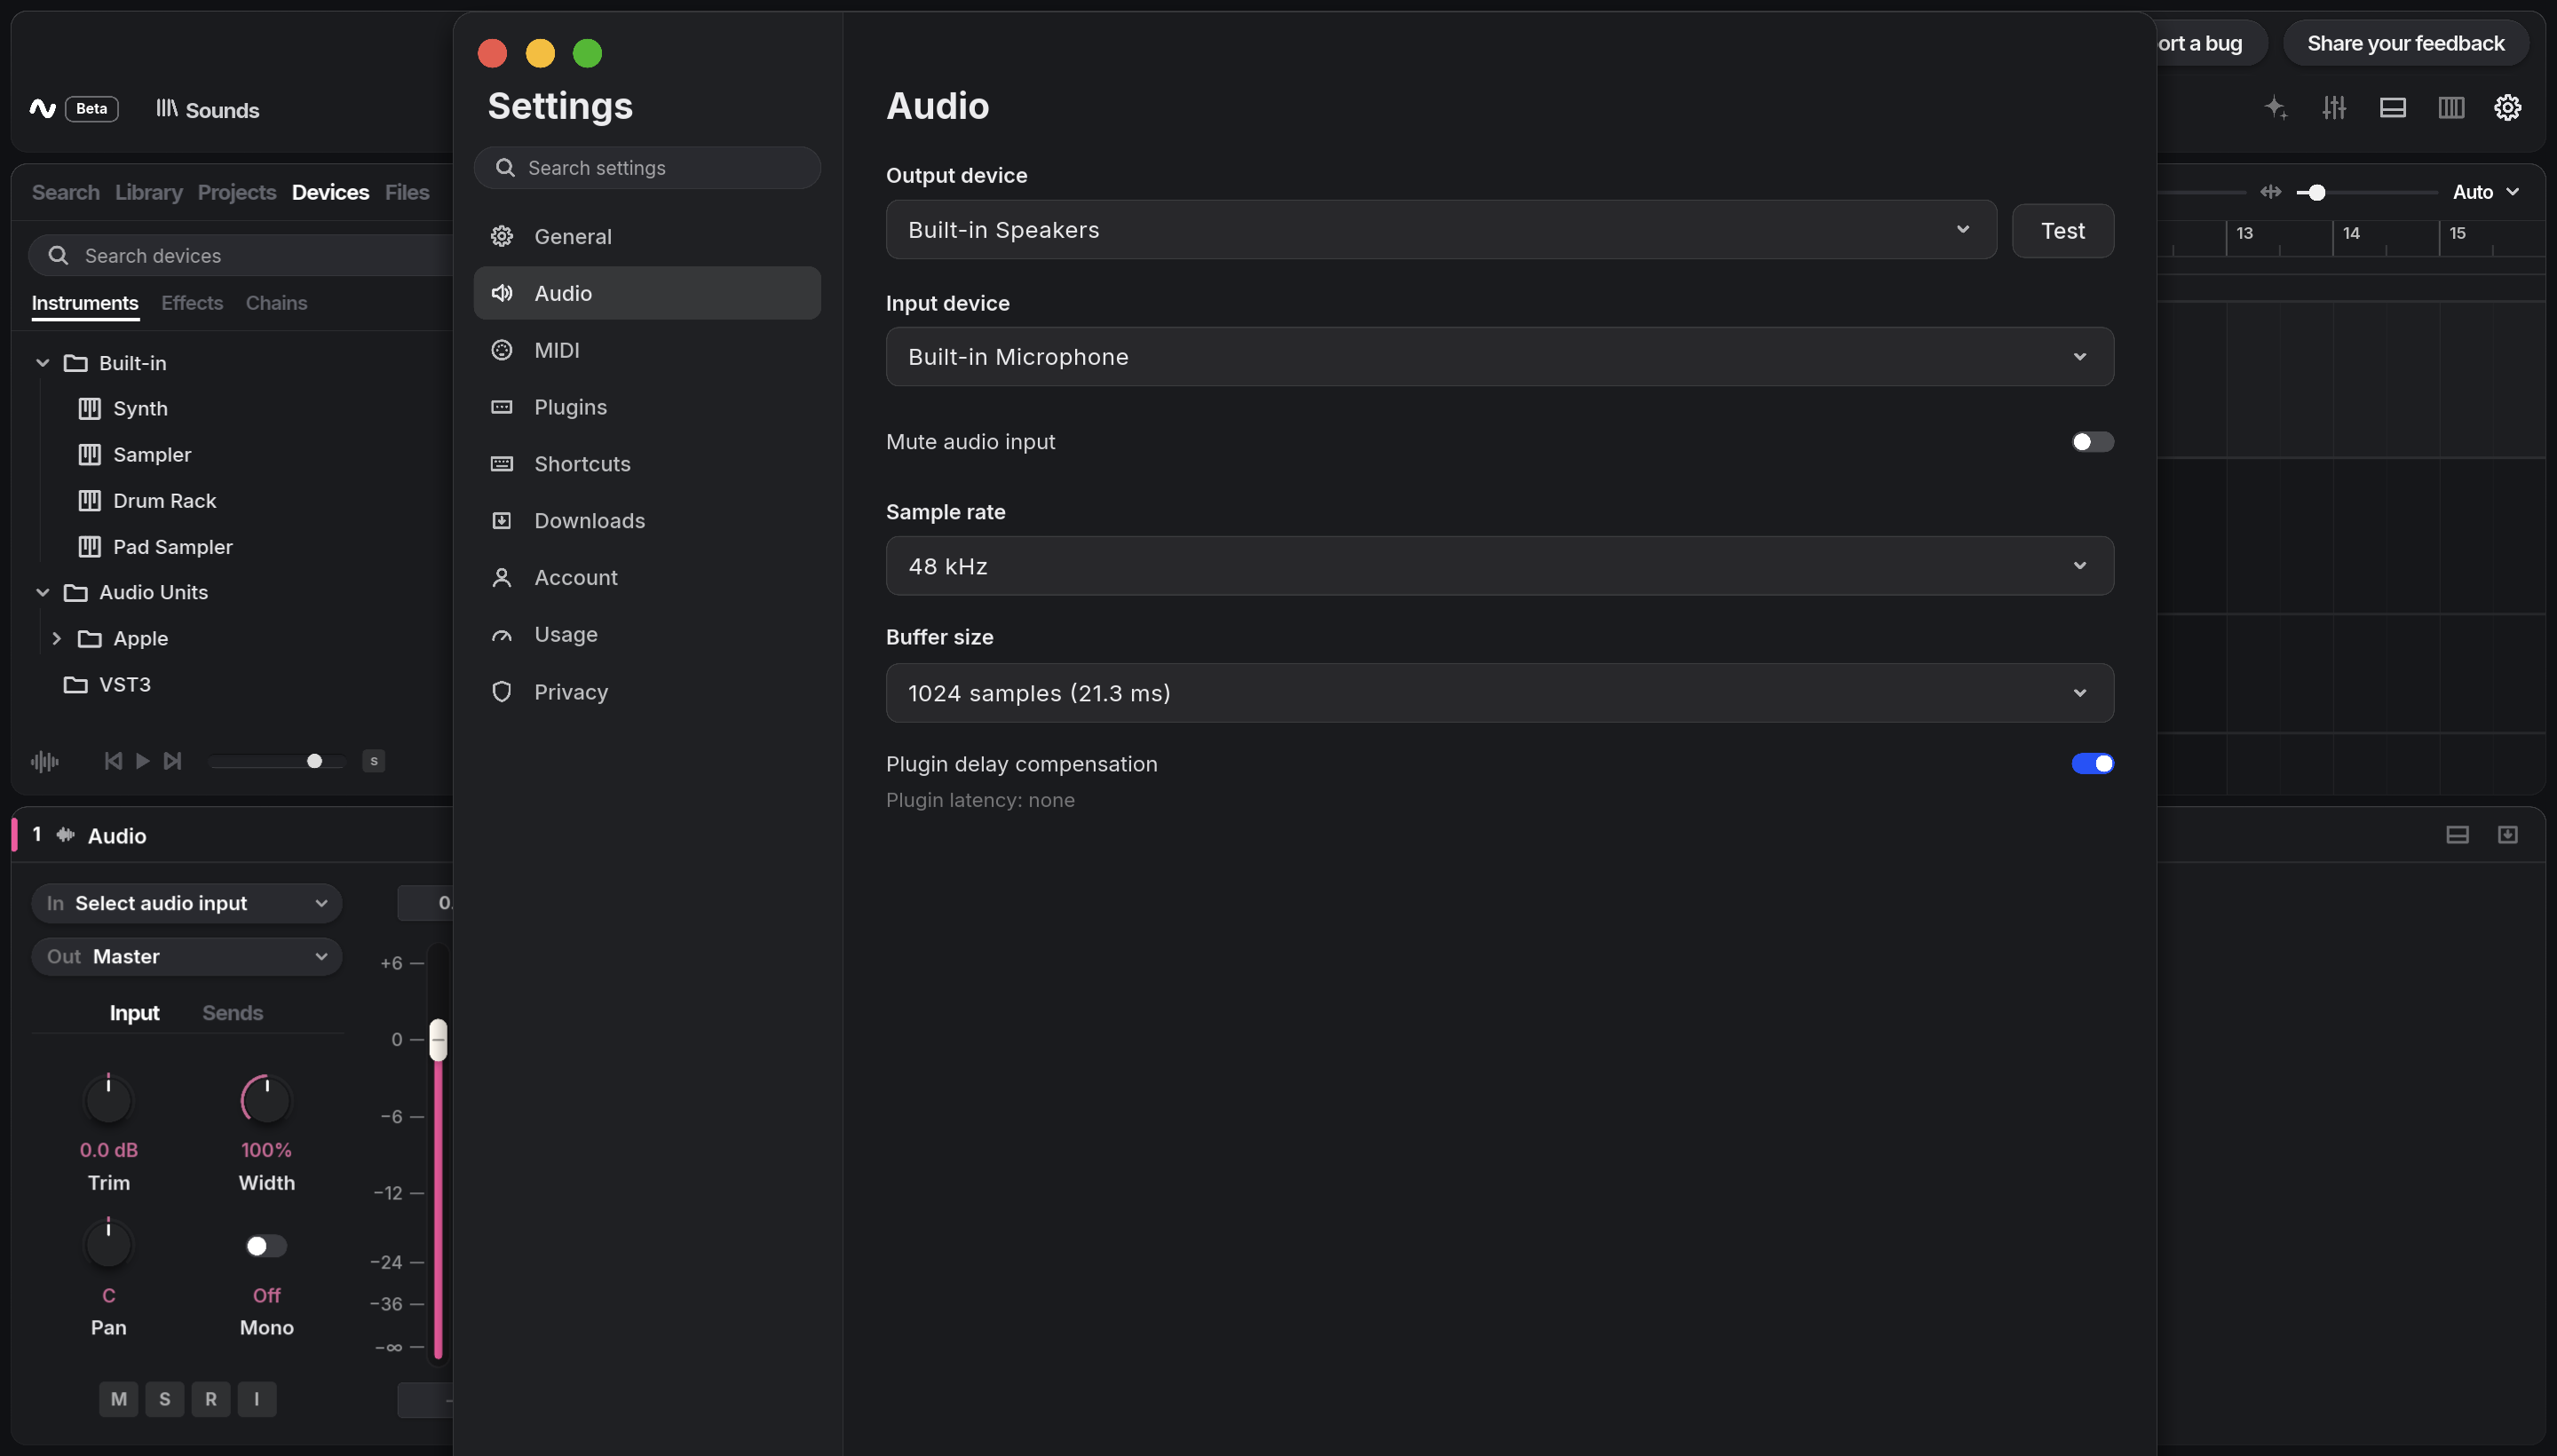 ort a bug
Share your feedback
Beta
Sounds
Search Library Projects Devices Files
Search devices
Instruments Effects Chains
Built-in
Synth
Sampler
Drum Rack
Pad Sampler
Audio Units
Apple
VST3
S
1 Audio
In Select audio input
Out Master
Input Sends
0.0 dB
100%
Trim
Width
C
Off
Pan
Mono
M S R I
0.
+6
0
−6
−12
−24
−36
−∞
Settings
Search settings
General
Audio
MIDI
Plugins
Shortcuts
Downloads
Account
Usage
Privacy
Audio
Output device
Built-in Speakers
Test
Input device
Built-in Microphone
Mute audio input
Sample rate
48 kHz
Buffer size
1024 samples (21.3 ms)
Plugin delay compensation
Plugin latency: none
Auto
13 14 15